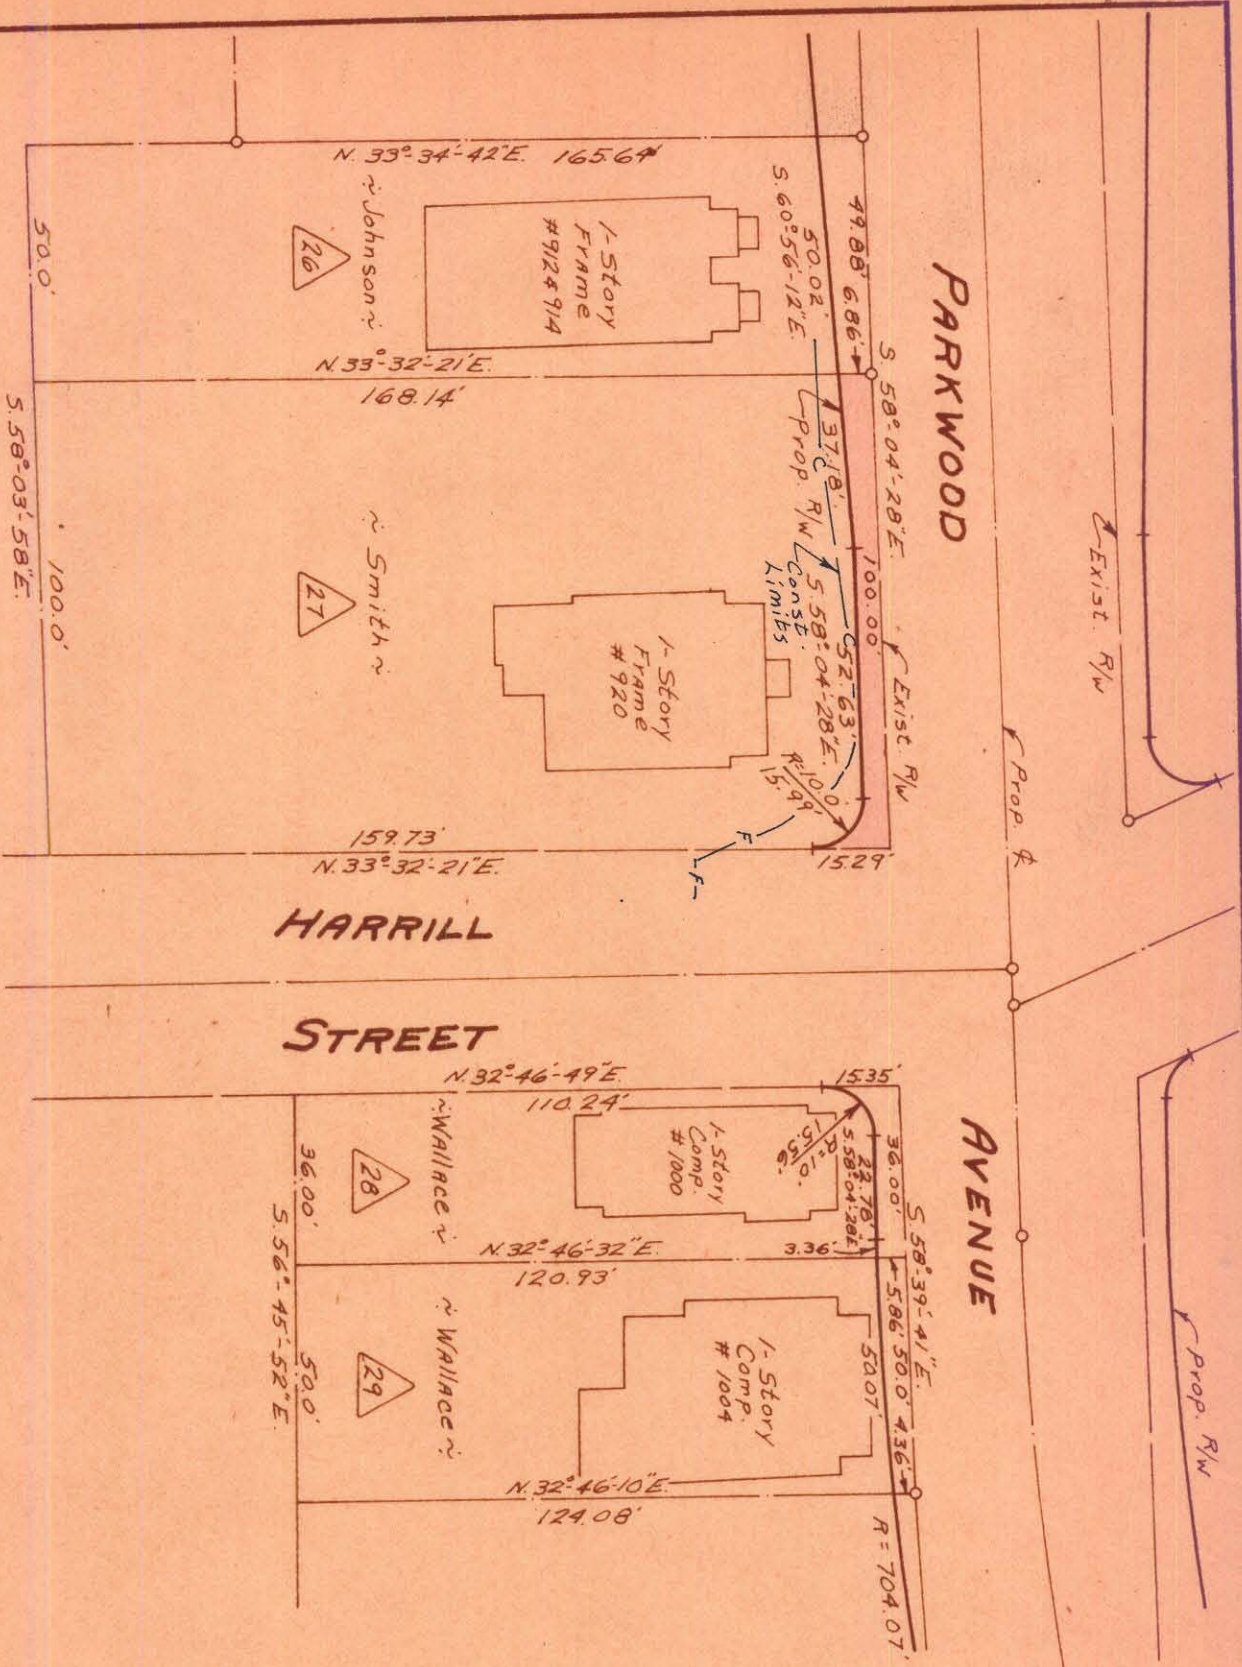 PARKWOOD
AVENUE
HARRILL
STREET
Exist. R/W
Prop. ℄
Prop. R/W
Exist. R/W
S. 58°-04'-28"E.
100.00'
49.88'
6.86'
50.02'
S. 60°-56'-12"E.
37.18'
C
C
Prop. R/W
Const.
Limits
52.63'
S. 58°-04'-28"E.
R=10.0'
15.99'
15.29'
F
F
N. 33°-34'-42"E. 165.64'
1-Story
Frame
#912&914
~Johnson~
26
50.0'
N. 33°-32'-21"E.
168.14'
1-Story
Frame
#920
~ Smith ~
27
100.0'
S. 58°-03'-58"E.
159.73'
N. 33°-32'-21"E.
N. 32°-46'-49"E.
110.24'
15.35'
36.00'
S. 58°-39'-41"E.
22.78'
S. 58°-04'-28"E.
R=10.
15.56'
1-Story
Comp.
#1000
~Wallace~
28
36.00'
N. 32°-46'-32"E.
120.93'
3.36'
5.86'
50.0'
4.36'
50.07'
1-Story
Comp.
#1004
~ Wallace ~
29
50.0'
S. 56°-45'-52"E.
N. 32°-46'-10"E.
124.08'
R = 704.07'